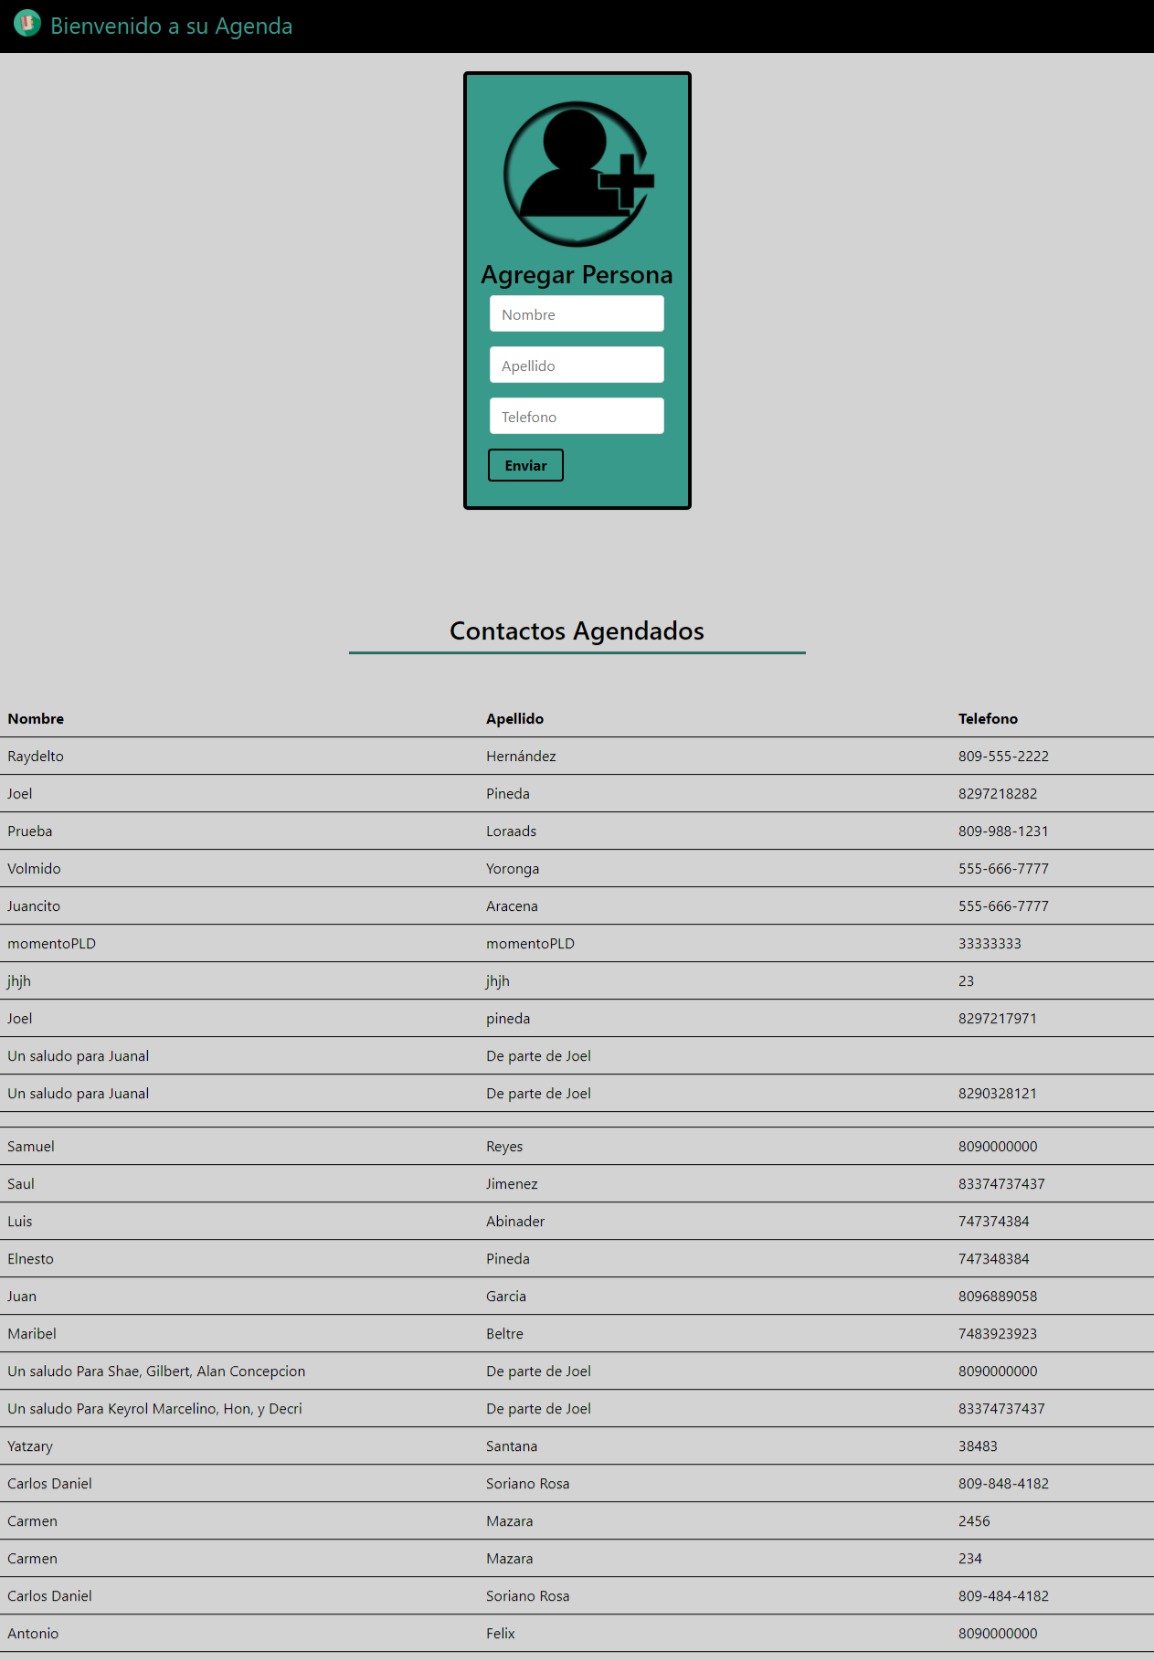 Bienvenido a su Agenda
Agregar Persona
Nombre
Apellido
Telefono
Enviar
Contactos Agendados
Nombre Apellido Telefono
Raydelto Hernández 809-555-2222
Joel Pineda 8297218282
Prueba Loraads 809-988-1231
Volmido Yoronga 555-666-7777
Juancito Aracena 555-666-7777
momentoPLD momentoPLD 33333333
jhjh jhjh 23
Joel pineda 8297217971
Un saludo para Juanal De parte de Joel
Un saludo para Juanal De parte de Joel 8290328121
Samuel Reyes 8090000000
Saul Jimenez 83374737437
Luis Abinader 747374384
Elnesto Pineda 747348384
Juan Garcia 8096889058
Maribel Beltre 7483923923
Un saludo Para Shae, Gilbert, Alan Concepcion De parte de Joel 8090000000
Un saludo Para Keyrol Marcelino, Hon, y Decri De parte de Joel 83374737437
Yatzary Santana 38483
Carlos Daniel Soriano Rosa 809-848-4182
Carmen Mazara 2456
Carmen Mazara 234
Carlos Daniel Soriano Rosa 809-484-4182
Antonio Felix 8090000000